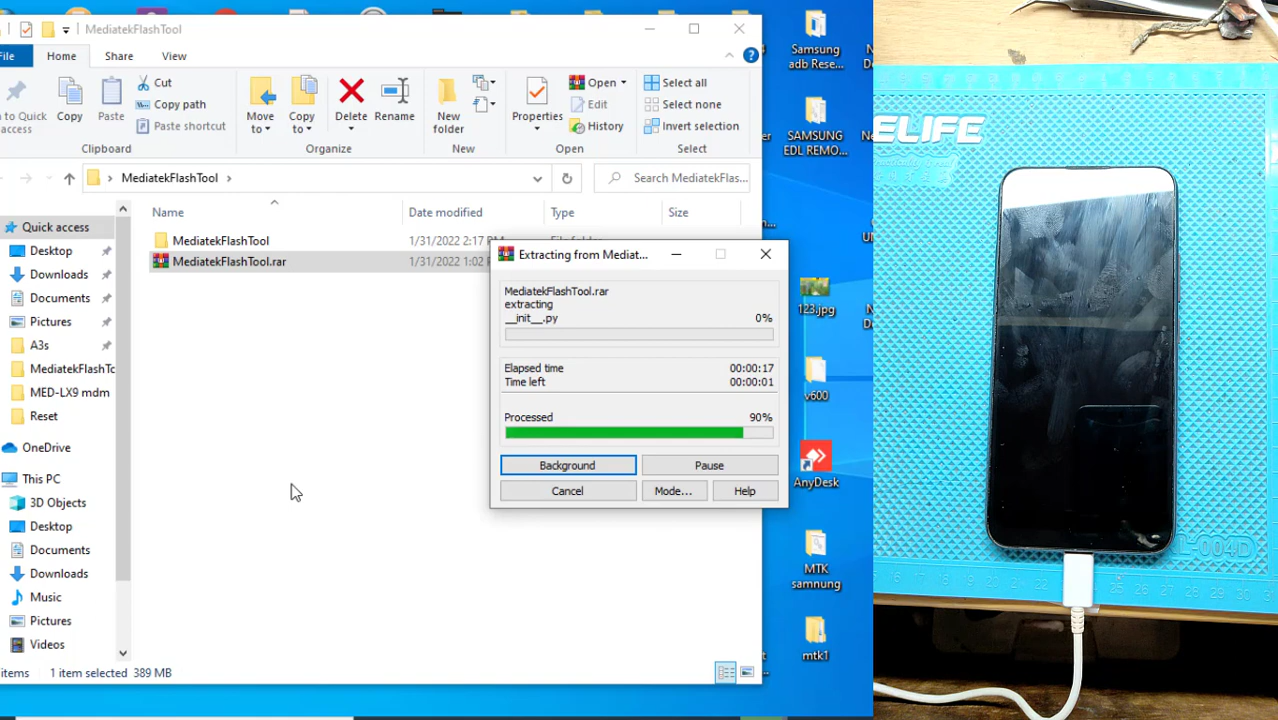 MediatekFlashTool
File
Home
Share
View
Cut
Copy path
Paste shortcut
Copy
Paste
Clipboard
Move to
Copy to
Delete
Rename
Organize
New folder
New
Properties
Open
Edit
History
Open
Select all
Select none
Invert selection
Select
MediatekFlashTool
Search MediatekFlas...
Name
Date modified
Type
Size
MediatekFlashTool
1/31/2022 2:17 PM
MediatekFlashTool.rar
1/31/2022 1:02
Quick access
Desktop
Downloads
Documents
Pictures
A3s
MediatekFlashTc
MED-LX9 mdm
Reset
OneDrive
This PC
3D Objects
Desktop
Documents
Downloads
Music
Pictures
Videos
items
1 item selected 389 MB
Extracting from Mediat...
MediatekFlashTool.rar
extracting
__init__.py
0%
Elapsed time
00:00:17
Time left
00:00:01
Processed
90%
Background
Pause
Cancel
Mode...
Help
Samsung
adb Rese...
SAMSUNG
EDL REMO...
123.jpg
v600
AnyDesk
MTK
samnung
mtk1
ELIFE
L-004D